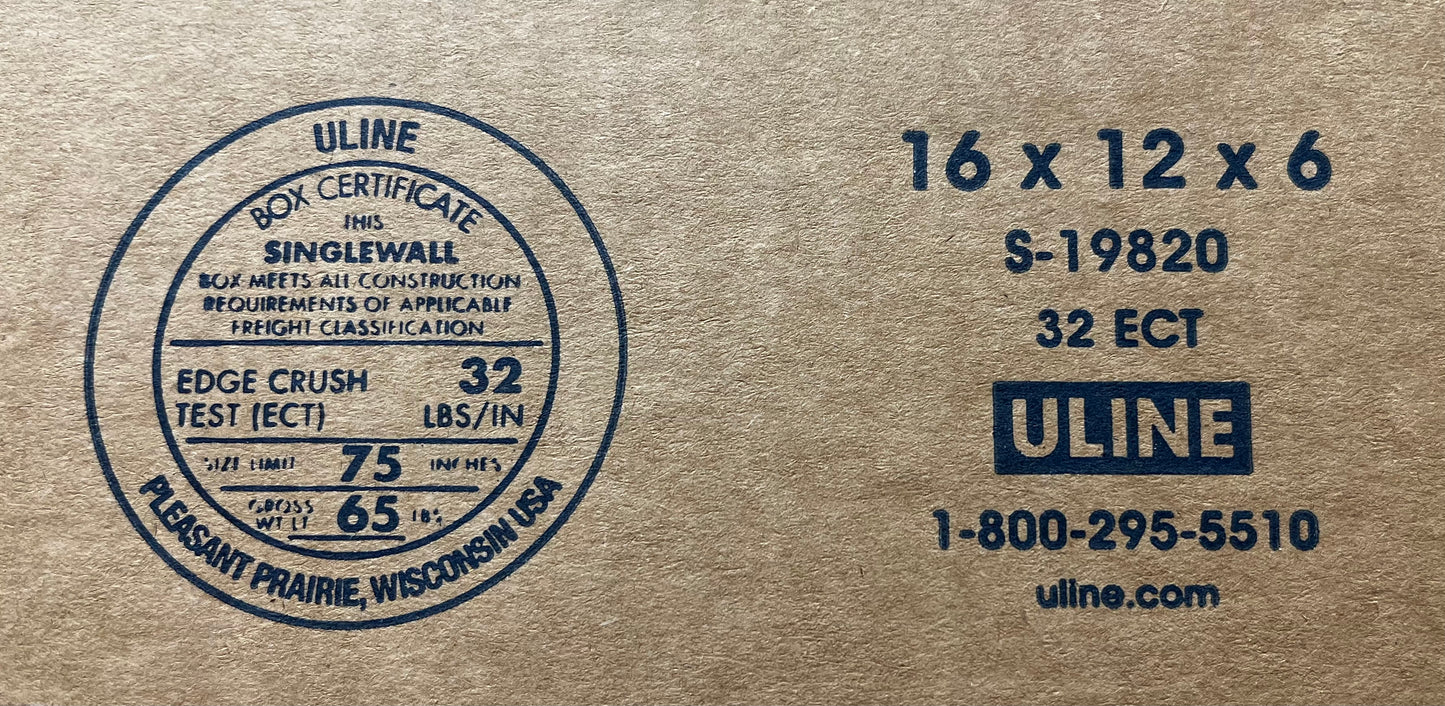 ULINE
BOX CERTIFICATE
THIS
SINGLEWALL
BOX MEETS ALL CONSTRUCTION
REQUIREMENTS OF APPLICABLE
FREIGHT CLASSIFICATION
EDGE CRUSH TEST (ECT) 32 LBS/IN
SIZE LIMIT 75 INCHES
GROSS WT LT 65 LBS
PLEASANT PRAIRIE, WISCONSIN USA
16 x 12 x 6
S-19820
32 ECT
ULINE
1-800-295-5510
uline.com